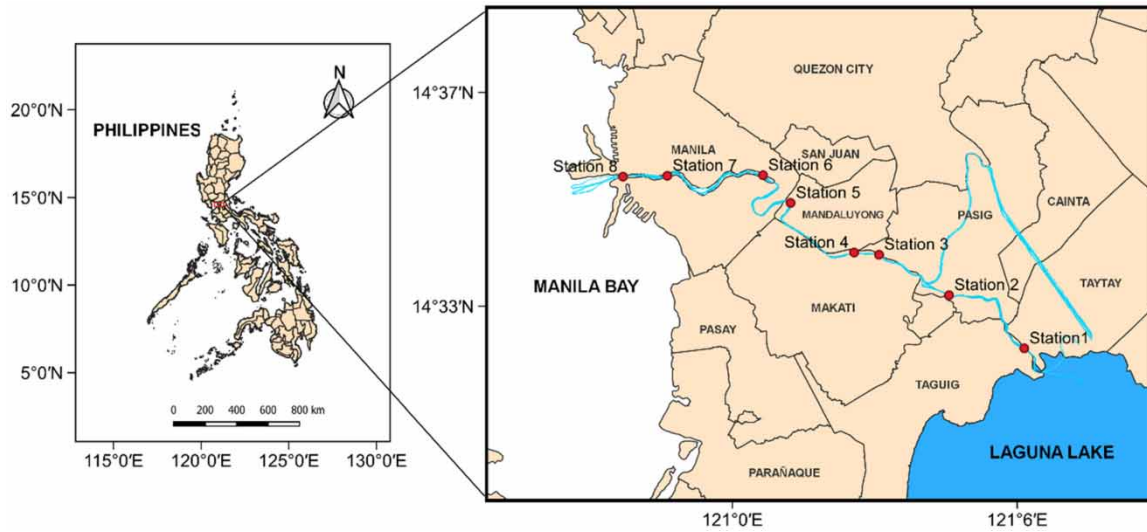 N
20°0'N
PHILIPPINES
15°0'N
10°0'N
5°0'N
0 200 400 600 800 km
115°0'E 120°0'E 125°0'E 130°0'E
14°37'N
14°33'N
QUEZON CITY
MANILA
SAN JUAN
Station 8
Station 7
Station 6
Station 5
MANDALUYONG
PASIG
CAINTA
Station 4
Station 3
MANILA BAY
Station 2
TAYTAY
MAKATI
PASAY
Station1
TAGUIG
LAGUNA LAKE
PARAÑAQUE
121°0'E 121°6'E